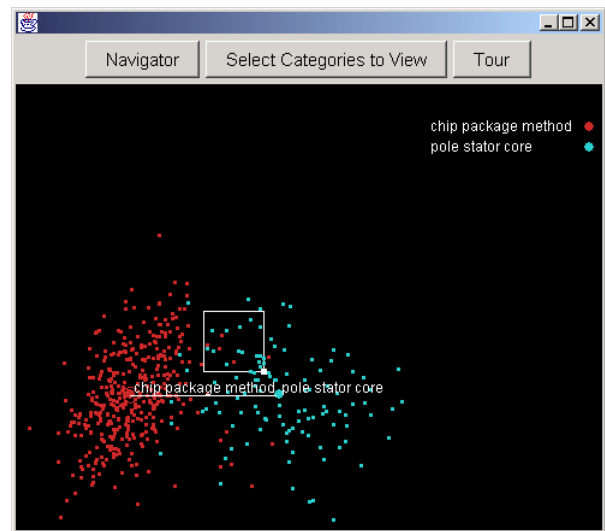 Navigator Select Categories to View Tour
chip package method
pole stator core
chip package method pole stator core